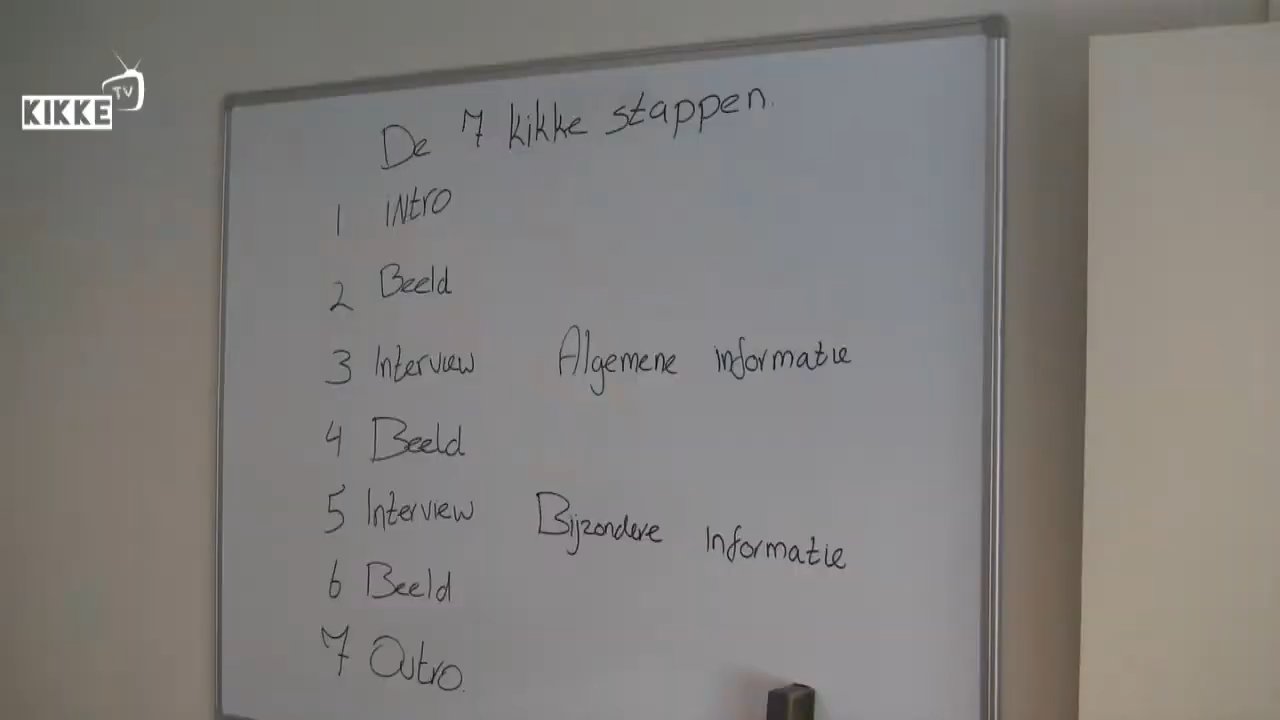 KIKKE TV
De 7 kikke stappen.
1 intro
2 Beeld
3 Interview Algemene informatie
4 Beeld
5 Interview Bijzondere Informatie
6 Beeld
7 Outro.